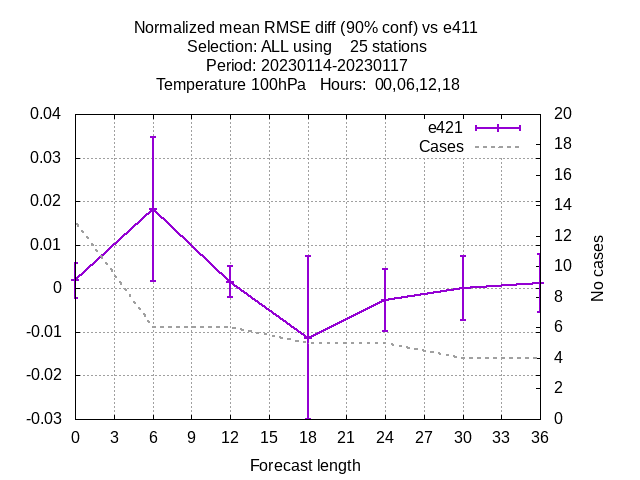 Normalized mean RMSE diff (90% conf) vs e411
Selection: ALL using    25 stations
Period: 20230114-20230117
Temperature 100hPa   Hours:  00,06,12,18
0.04
0.03
0.02
0.01
0
-0.01
-0.02
-0.03
e421
Cases
20
18
16
14
12
10
8
6
4
2
0
No cases
0 3 6 9 12 15 18 21 24 27 30 33 36
Forecast length